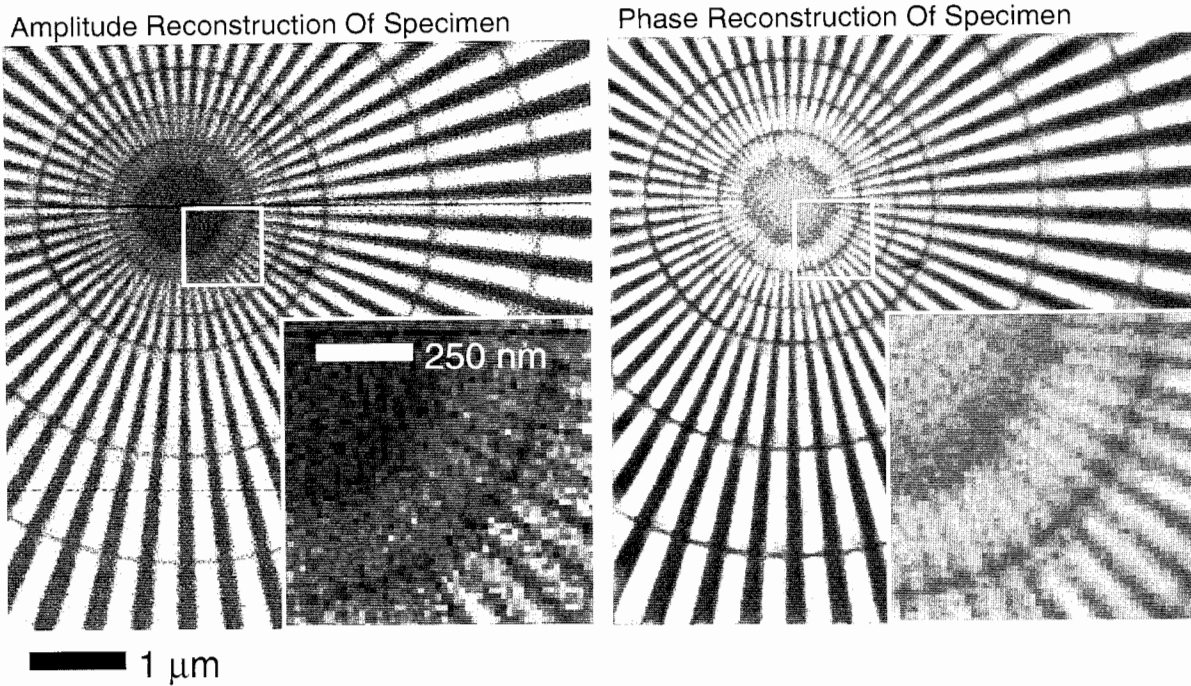 Amplitude Reconstruction Of Specimen
Phase Reconstruction Of Specimen
250 nm
1 μm